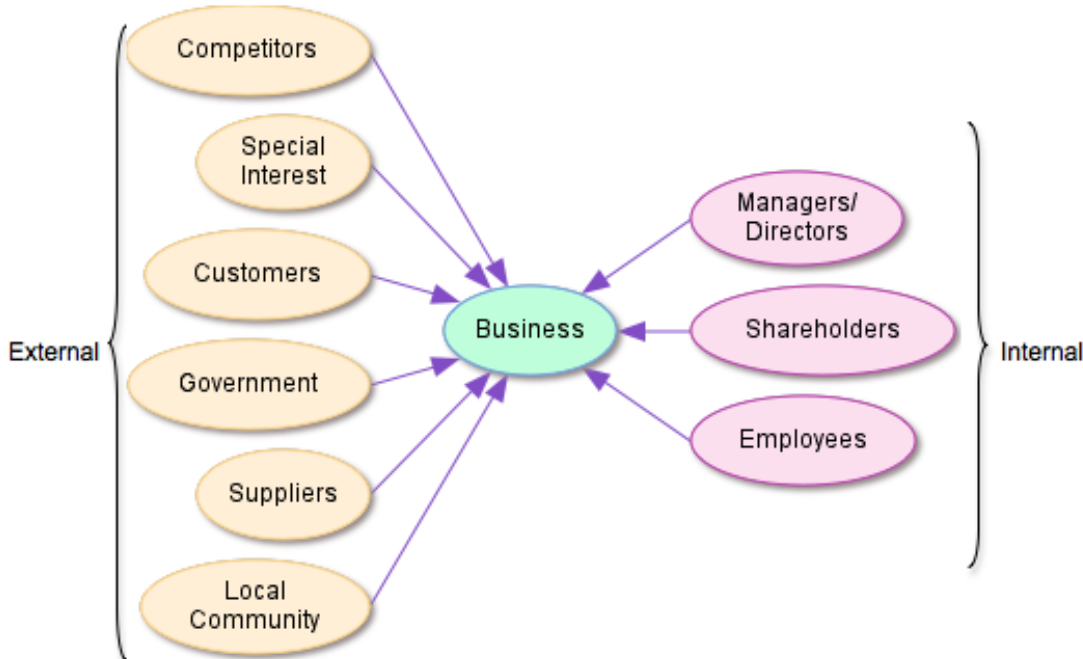 Competitors
Special
Interest
Customers
Government
Suppliers
Local
Community
External
Business
Managers/
Directors
Shareholders
Employees
Internal